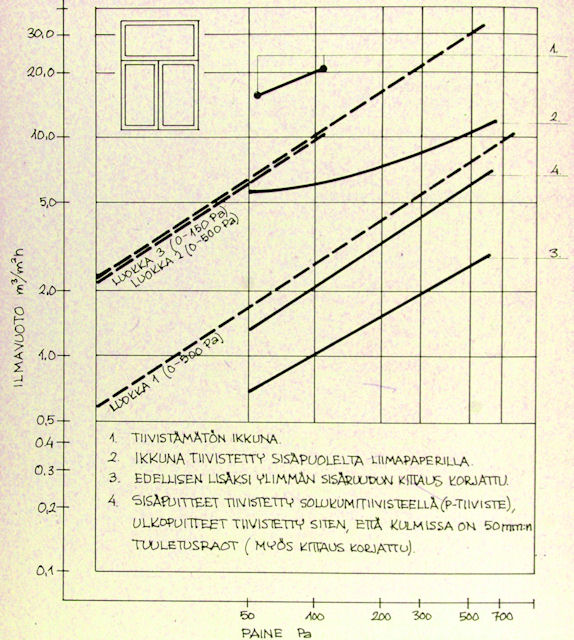 30,0
20,0
10,0
5,0
2,0
1,0
0,5
0.4
0,3
0,2
0,1
ILMAVUOTO m³/m²h
1.
2.
4.
3.
LUOKKA 3 (0-150 Pa)
LUOKKA 2 (0-500 Pa)
LUOKKA 1 (0-500 Pa)
1. TIIVISTÄMÄTÖN IKKUNA.
2. IKKUNA TIIVISTETTY SISÄPUOLELTA LIIMAPAPERILLA.
3. EDELLISEN LISÄKSI YLIMMÄN SISÄRUUDUN KITTAUS KORJATTU.
4. SISÄPUITTEET TIIVISTETTY SOLUKUMITIIVISTEELLÄ (P-TIIVISTE),
ULKOPUITTEET TIIVISTETTY SITEN, ETTÄ KULMISSA ON 50 mm:n
TUULETUSRAOT (MYÖS KITTAUS KORJATTU).
50 100 200 300 500 700
PAINE Pa